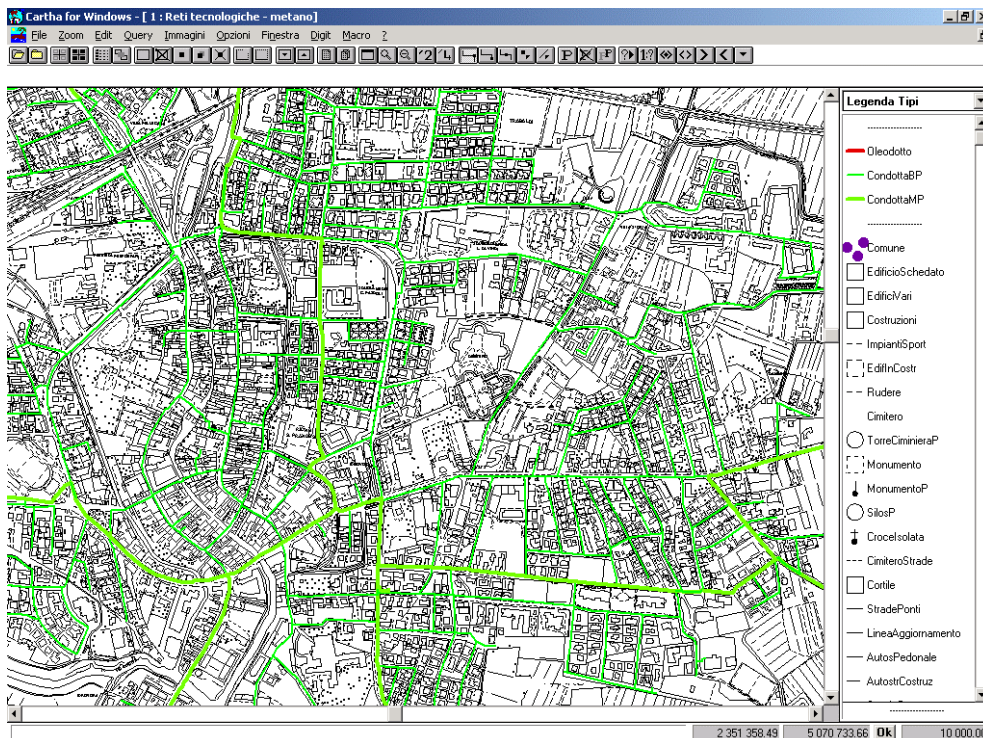 Cartha for Windows - [ 1 : Reti tecnologiche - metano]
File Zoom Edit Query Immagini Opzioni Finestra Digit Macro ?
Legenda Tipi
Oleodotto
CondottaBP
CondottaMP
Comune
EdificioSchedato
EdificiVari
Costruzioni
ImpiantiSport
EdifInCostr
Rudere
Cimitero
TorreCiminieraP
Monumento
MonumentoP
SilosP
CroceIsolata
CimiteroStrade
Cortile
StradePonti
LineaAggiornamento
AutosPedonale
AutostrCostruz
2 351 358.49 5 070 733.66 Ok 10 000.00